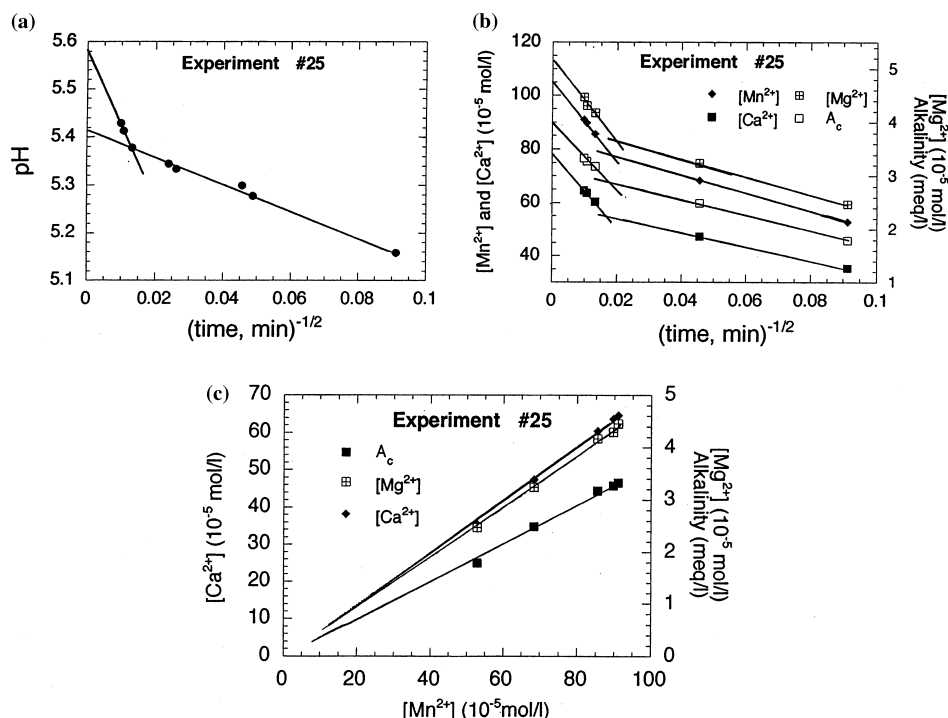 (a)
5.6
5.5
5.4
5.3
5.2
5.1
pH
Experiment #25
0
0.02
0.04
0.06
0.08
0.1
(time, min)-1/2
(b)
120
100
80
60
40
[Mn2+] and [Ca2+] (10-5 mol/l)
Experiment #25
[Mn2+]
[Mg2+]
[Ca2+]
Ac
5
4
3
2
1
[Mg2+] (10-5 mol/l)
Alkalinity (meq/l)
0
0.02
0.04
0.06
0.08
0.1
(time, min)-1/2
(c)
70
60
50
40
30
20
10
0
[Ca2+] (10-5 mol/l)
Experiment #25
Ac
[Mg2+]
[Ca2+]
5
4
3
2
1
0
[Mg2+] (10-5 mol/l)
Alkalinity (meq/l)
0
20
40
60
80
100
[Mn2+] (10-5mol/l)